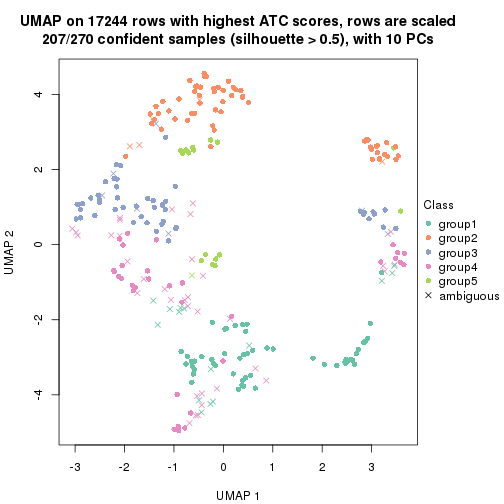 UMAP on 17244 rows with highest ATC scores, rows are scaled
207/270 confident samples (silhouette > 0.5), with 10 PCs
4
2
0
-2
-4
UMAP 2
-3
-2
-1
0
1
2
3
UMAP 1
Class
group1
group2
group3
group4
group5
ambiguous